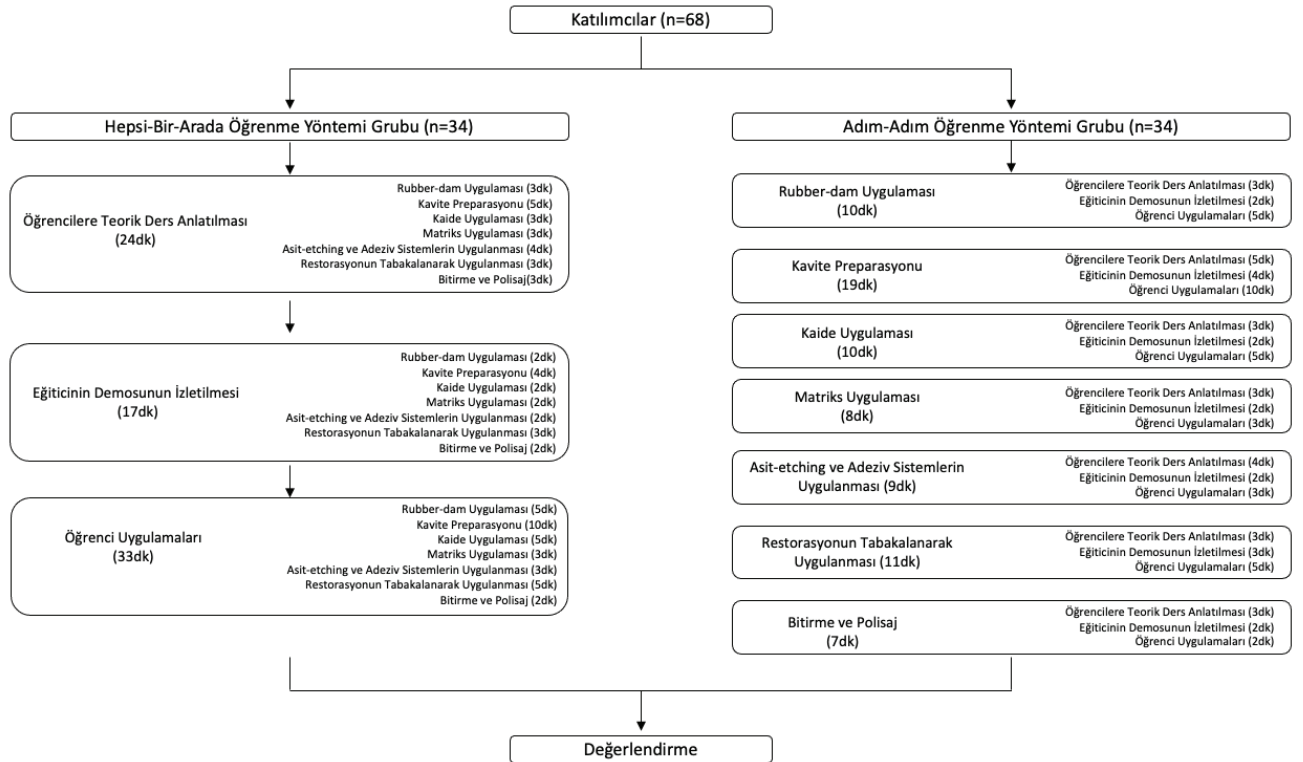 Katılımcılar (n=68)
Hepsi-Bir-Arada Öğrenme Yöntemi Grubu (n=34)
Öğrencilere Teorik Ders Anlatılması
(24dk)
Rubber-dam Uygulaması (3dk)
Kavite Preparasyonu (5dk)
Kaide Uygulaması (3dk)
Matriks Uygulaması (3dk)
Asit-etching ve Adeziv Sistemlerin Uygulanması (4dk)
Restorasyonun Tabakalanarak Uygulanması (3dk)
Bitirme ve Polisaj(3dk)
Eğiticinin Demosunun İzletilmesi
(17dk)
Rubber-dam Uygulaması (2dk)
Kavite Preparasyonu (4dk)
Kaide Uygulaması (2dk)
Matriks Uygulaması (2dk)
Asit-etching ve Adeziv Sistemlerin Uygulanması (2dk)
Restorasyonun Tabakalanarak Uygulanması (3dk)
Bitirme ve Polisaj (2dk)
Öğrenci Uygulamaları
(33dk)
Rubber-dam Uygulaması (5dk)
Kavite Preparasyonu (10dk)
Kaide Uygulaması (5dk)
Matriks Uygulaması (3dk)
Asit-etching ve Adeziv Sistemlerin Uygulanması (3dk)
Restorasyonun Tabakalanarak Uygulanması (5dk)
Bitirme ve Polisaj (2dk)
Adım-Adım Öğrenme Yöntemi Grubu (n=34)
Rubber-dam Uygulaması
(10dk)
Öğrencilere Teorik Ders Anlatılması (3dk)
Eğiticinin Demosunun İzletilmesi (2dk)
Öğrenci Uygulamaları (5dk)
Kavite Preparasyonu
(19dk)
Öğrencilere Teorik Ders Anlatılması (5dk)
Eğiticinin Demosunun İzletilmesi (4dk)
Öğrenci Uygulamaları (10dk)
Kaide Uygulaması
(10dk)
Öğrencilere Teorik Ders Anlatılması (3dk)
Eğiticinin Demosunun İzletilmesi (2dk)
Öğrenci Uygulamaları (5dk)
Matriks Uygulaması
(8dk)
Öğrencilere Teorik Ders Anlatılması (3dk)
Eğiticinin Demosunun İzletilmesi (2dk)
Öğrenci Uygulamaları (3dk)
Asit-etching ve Adeziv Sistemlerin
Uygulanması (9dk)
Öğrencilere Teorik Ders Anlatılması (4dk)
Eğiticinin Demosunun İzletilmesi (2dk)
Öğrenci Uygulamaları (3dk)
Restorasyonun Tabakalanarak
Uygulanması (11dk)
Öğrencilere Teorik Ders Anlatılması (3dk)
Eğiticinin Demosunun İzletilmesi (3dk)
Öğrenci Uygulamaları (5dk)
Bitirme ve Polisaj
(7dk)
Öğrencilere Teorik Ders Anlatılması (3dk)
Eğiticinin Demosunun İzletilmesi (2dk)
Öğrenci Uygulamaları (2dk)
Değerlendirme